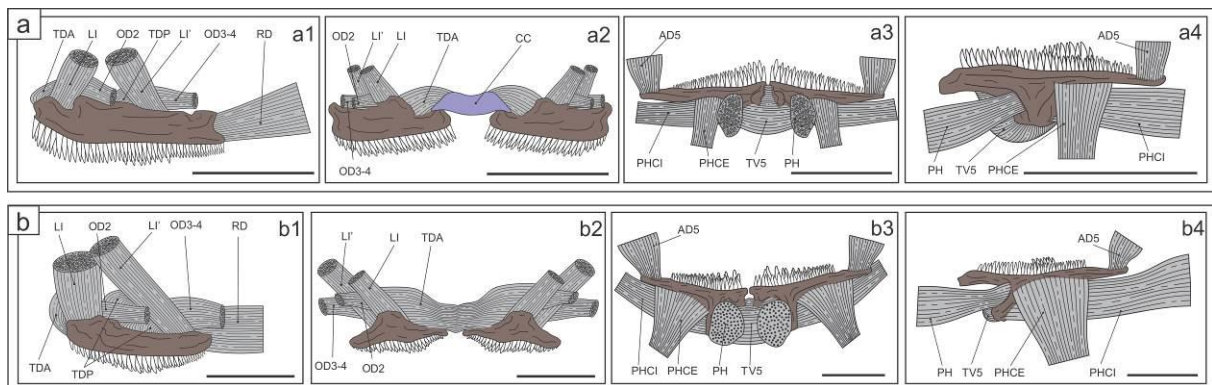 a
a1
TDA LI OD2 TDP LI' OD3-4 RD
a2
OD2 LI' LI TDA CC
OD3-4
a3
AD5
PHCI PHCE TV5 PH
a4
AD5
PH TV5 PHCE PHCI
b
b1
LI OD2 LI' OD3-4 RD
TDA TDP
b2
LI' LI TDA
OD3-4 OD2
b3
AD5
PHCI PHCE PH TV5
b4
AD5
PH TV5 PHCE PHCI